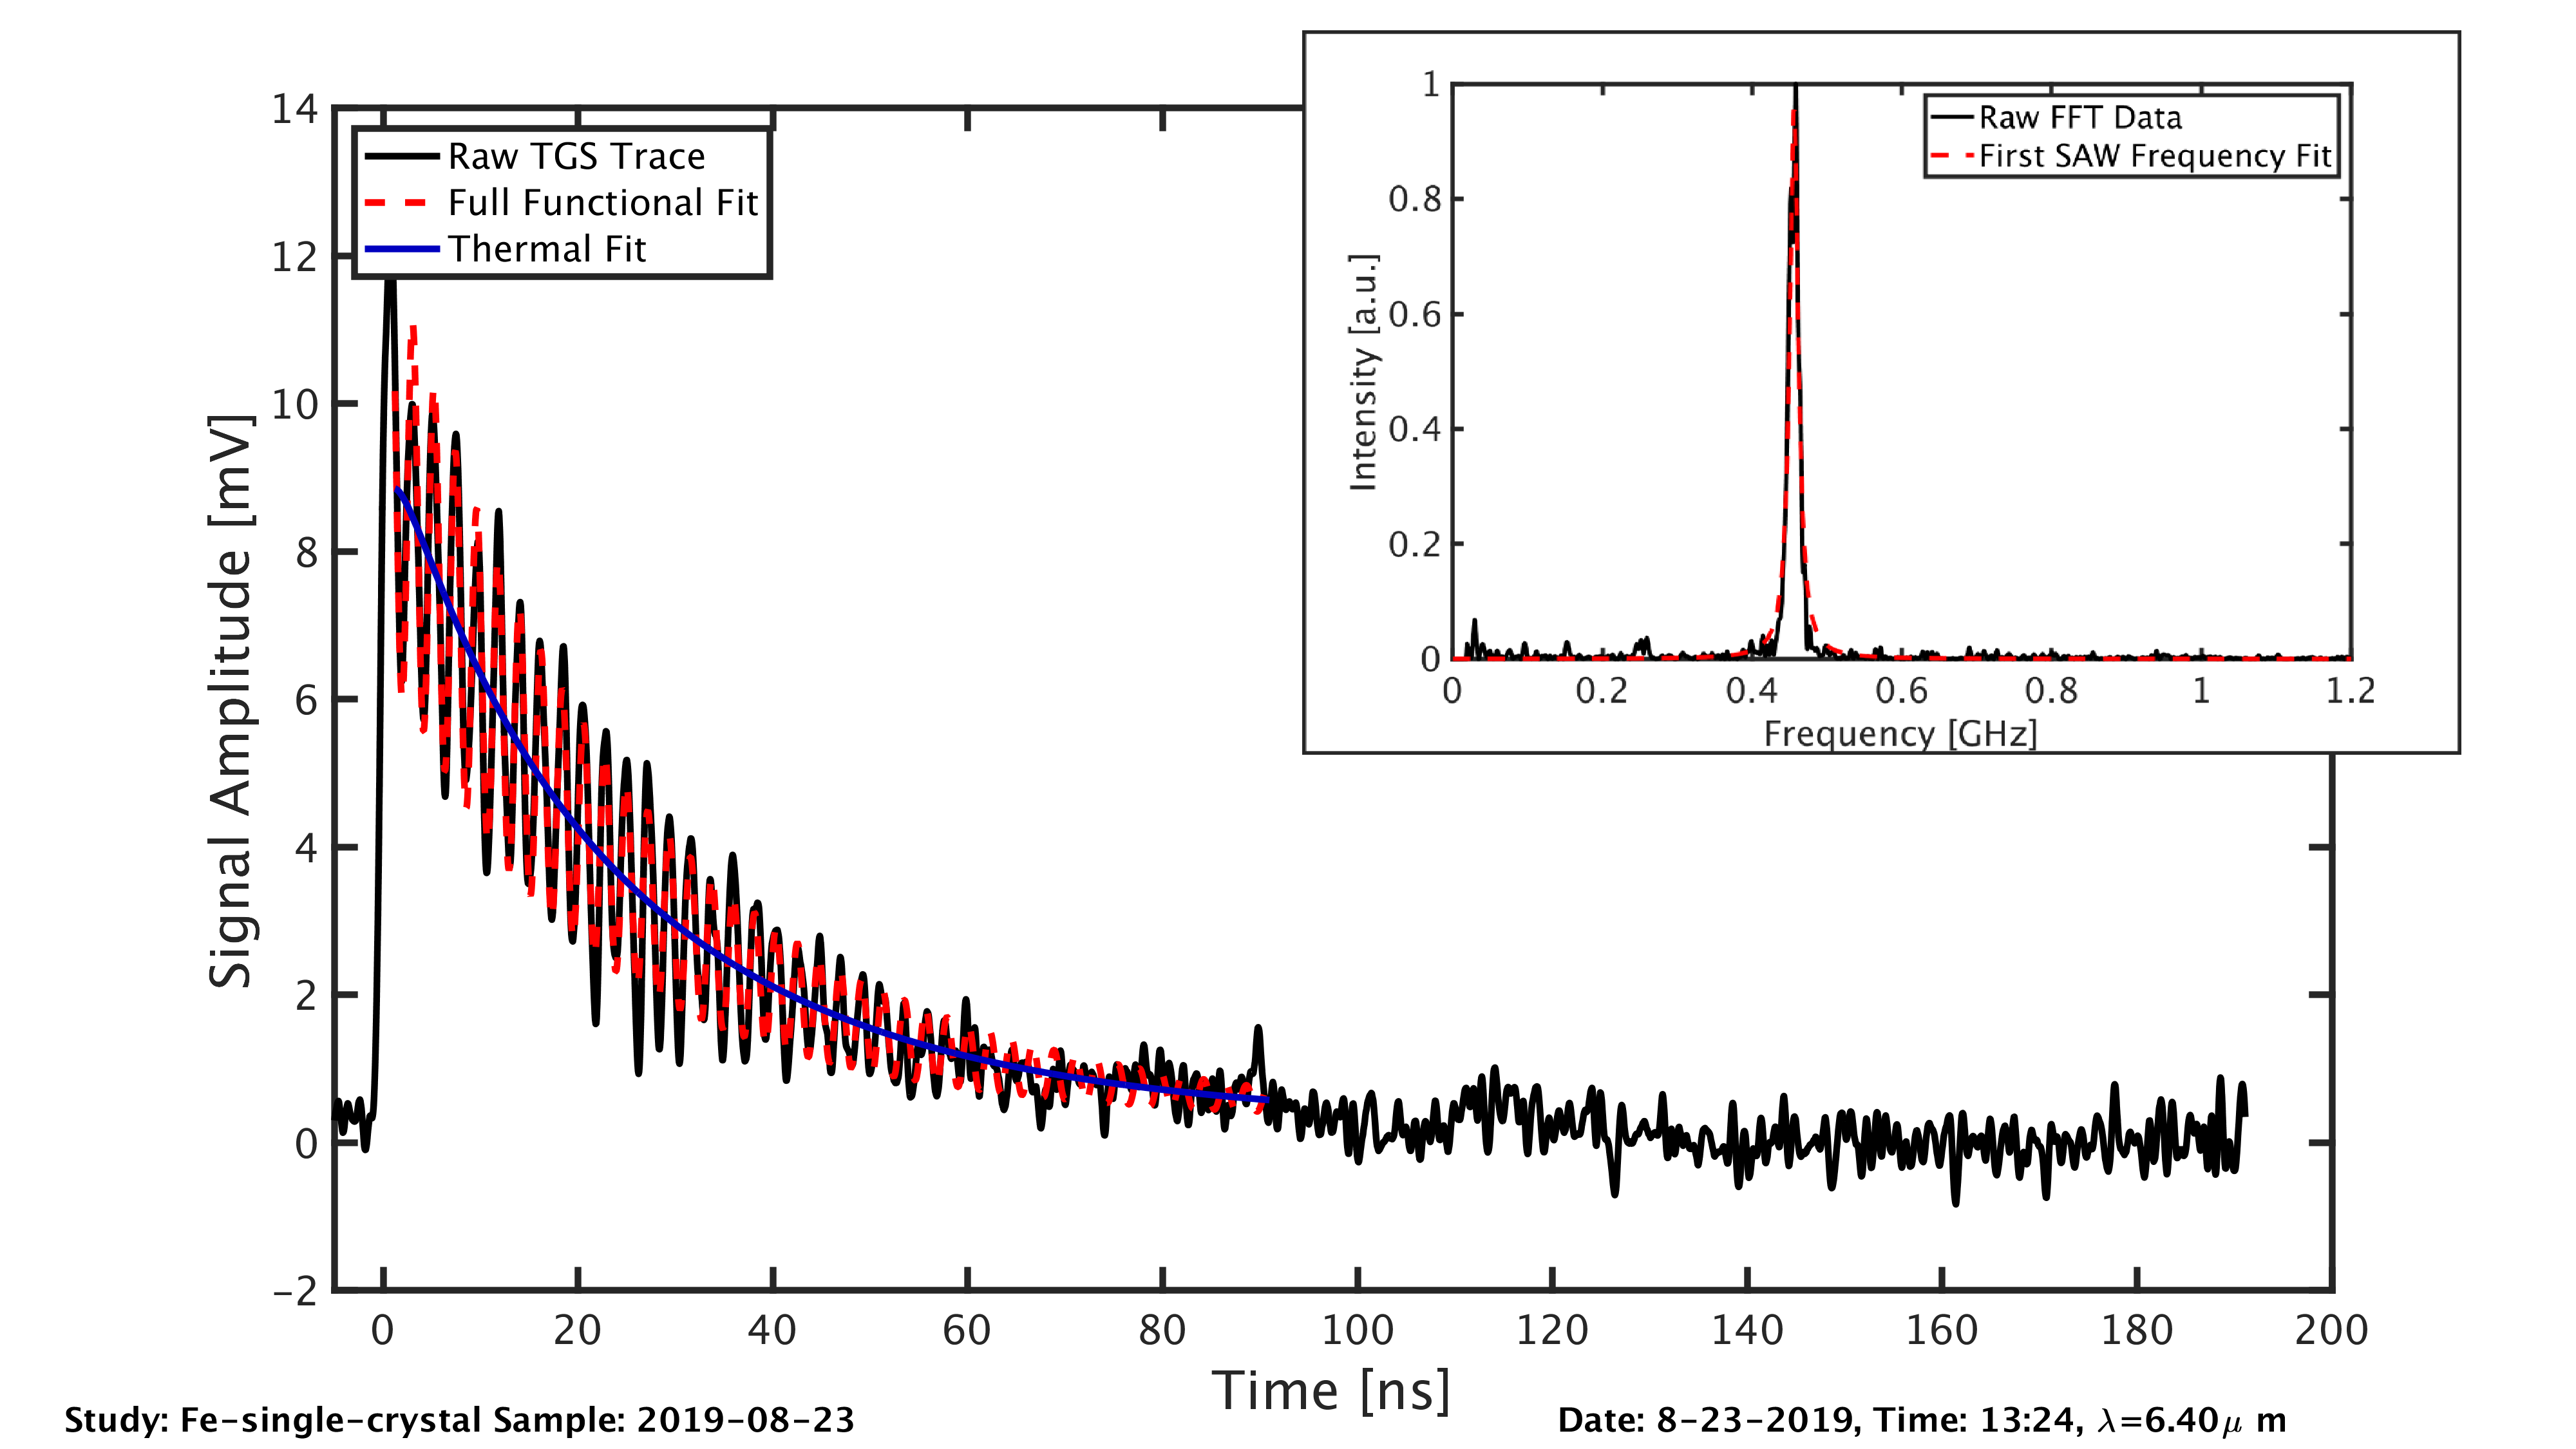 14
12
10
8
6
4
2
0
−2
Signal Amplitude [mV]
Raw TGS Trace
Full Functional Fit
Thermal Fit
1
0.8
0.6
0.4
0.2
0
Intensity [a.u.]
Raw FFT Data
First SAW Frequency Fit
0 0.2 0.4 0.6 0.8 1 1.2
Frequency [GHz]
0 20 40 60 80 100 120 140 160 180 200
Time [ns]
Study: Fe-single-crystal Sample: 2019-08-23
Date: 8-23-2019, Time: 13:24, λ=6.40μ m